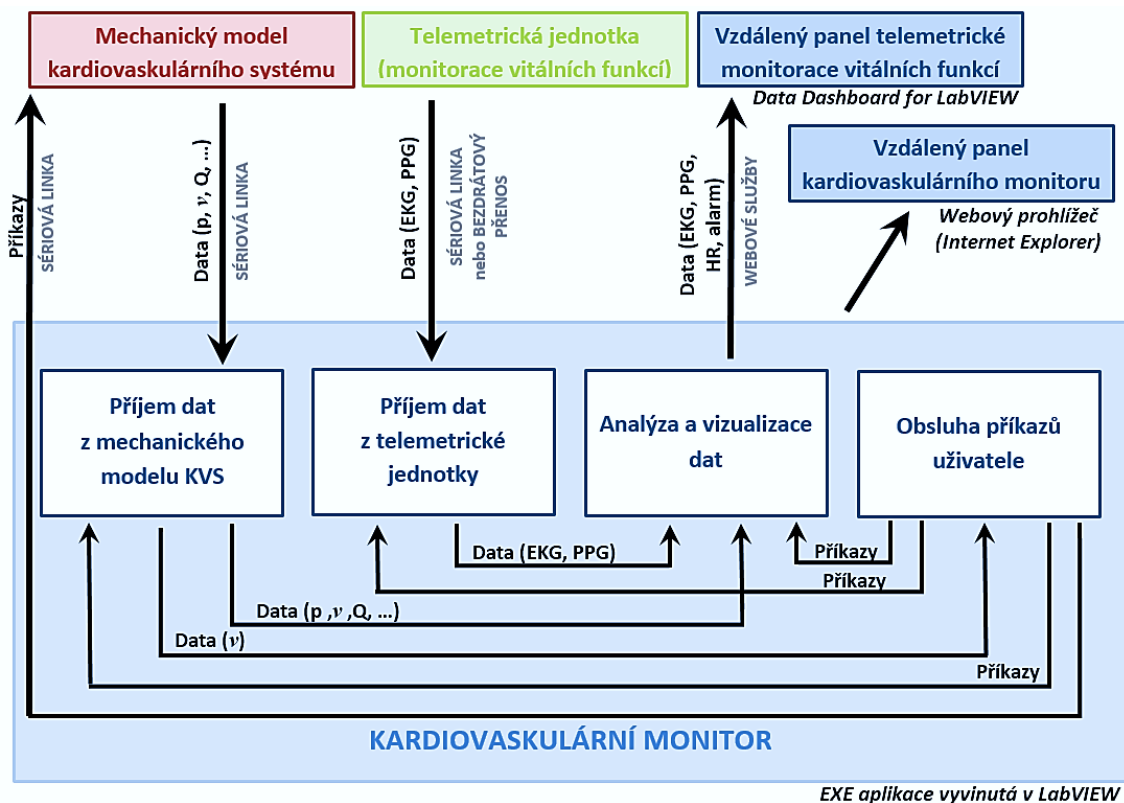 Mechanický model
kardiovaskulárního systému
Telemetrická jednotka
(monitorace vitálních funkcí)
Vzdálený panel telemetrické
monitorace vitálních funkcí
Data Dashboard for LabVIEW
Vzdálený panel
kardiovaskulárního monitoru
Webový prohlížeč
(Internet Explorer)
Příkazy
SÉRIOVÁ LINKA
Data (p, v, Q, ...)
SÉRIOVÁ LINKA
Data (EKG, PPG)
SÉRIOVÁ LINKA
nebo BEZDRÁTOVÝ
PŘENOS
Data (EKG, PPG,
HR, alarm)
WEBOVÉ SLUŽBY
Příjem dat
z mechanického
modelu KVS
Příjem dat
z telemetrické
jednotky
Analýza a vizualizace
dat
Obsluha příkazů
uživatele
Data (EKG, PPG)
Příkazy
Příkazy
Data (p ,v ,Q, ...)
Data (v)
Příkazy
KARDIOVASKULÁRNÍ MONITOR
EXE aplikace vyvinutá v LabVIEW